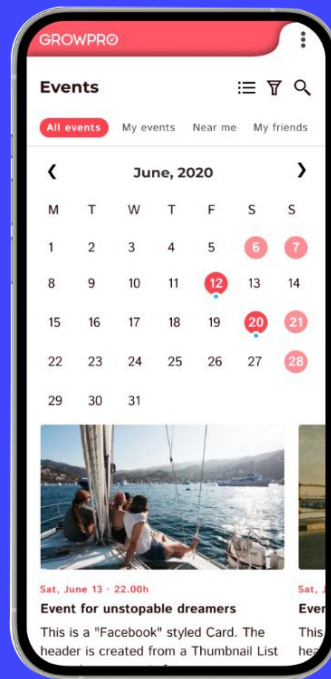 GROWPRO
Events
All events My events Near me My friends
June, 2020
M T W T F S S
1 2 3 4 5 6 7
8 9 10 11 12 13 14
15 16 17 18 19 20 21
22 23 24 25 26 27 28
29 30 31
Sat, June 13 · 22.00h
Event for unstopable dreamers
This is a "Facebook" styled Card. The
header is created from a Thumbnail List
Sat,
This